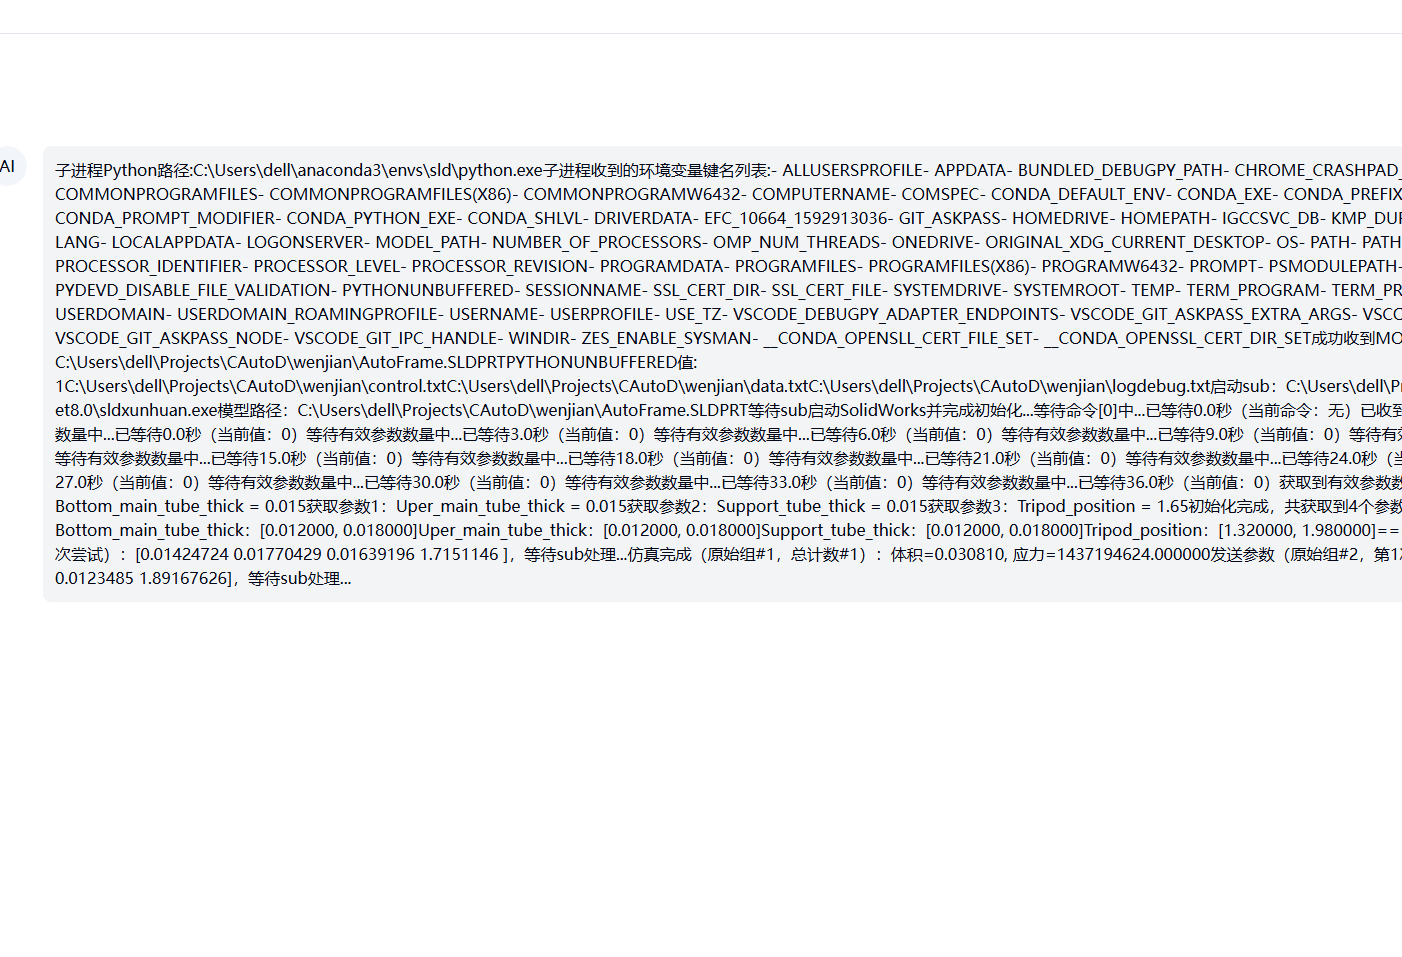 AI
子进程Python路径:C:\Users\dell\anaconda3\envs\sld\python.exe子进程收到的环境变量键名列表:- ALLUSERSPROFILE- APPDATA- BUNDLED_DEBUGPY_PATH- CHROME_CRASHPAD_
COMMONPROGRAMFILES- COMMONPROGRAMFILES(X86)- COMMONPROGRAMW6432- COMPUTERNAME- COMSPEC- CONDA_DEFAULT_ENV- CONDA_EXE- CONDA_PREFIX
CONDA_PROMPT_MODIFIER- CONDA_PYTHON_EXE- CONDA_SHLVL- DRIVERDATA- EFC_10664_1592913036- GIT_ASKPASS- HOMEDRIVE- HOMEPATH- IGCCSVC_DB- KMP_DUP
LANG- LOCALAPPDATA- LOGONSERVER- MODEL_PATH- NUMBER_OF_PROCESSORS- OMP_NUM_THREADS- ONEDRIVE- ORIGINAL_XDG_CURRENT_DESKTOP- OS- PATH- PATH
PROCESSOR_IDENTIFIER- PROCESSOR_LEVEL- PROCESSOR_REVISION- PROGRAMDATA- PROGRAMFILES- PROGRAMFILES(X86)- PROGRAMW6432- PROMPT- PSMODULEPATH-
PYDEVD_DISABLE_FILE_VALIDATION- PYTHONUNBUFFERED- SESSIONNAME- SSL_CERT_DIR- SSL_CERT_FILE- SYSTEMDRIVE- SYSTEMROOT- TEMP- TERM_PROGRAM- TERM_PR
USERDOMAIN- USERDOMAIN_ROAMINGPROFILE- USERNAME- USERPROFILE- USE_TZ- VSCODE_DEBUGPY_ADAPTER_ENDPOINTS- VSCODE_GIT_ASKPASS_EXTRA_ARGS- VSCO
VSCODE_GIT_ASKPASS_NODE- VSCODE_GIT_IPC_HANDLE- WINDIR- ZES_ENABLE_SYSMAN- __CONDA_OPENSLL_CERT_FILE_SET- __CONDA_OPENSSL_CERT_DIR_SET成功收到MO
C:\Users\dell\Projects\CAutoD\wenjian\AutoFrame.SLDPRTPYTHONUNBUFFERED值:
1C:\Users\dell\Projects\CAutoD\wenjian\control.txtC:\Users\dell\Projects\CAutoD\wenjian\data.txtC:\Users\dell\Projects\CAutoD\wenjian\logdebug.txt启动sub：C:\Users\dell\Pr
et8.0\sldxunhuan.exe模型路径：C:\Users\dell\Projects\CAutoD\wenjian\AutoFrame.SLDPRT等待sub启动SolidWorks并完成初始化...等待命令[0]中...已等待0.0秒（当前命令：无）已收到
数量中...已等待0.0秒（当前值：0）等待有效参数数量中...已等待3.0秒（当前值：0）等待有效参数数量中...已等待6.0秒（当前值：0）等待有效参数数量中...已等待9.0秒（当前值：0）等待有效
等待有效参数数量中...已等待15.0秒（当前值：0）等待有效参数数量中...已等待18.0秒（当前值：0）等待有效参数数量中...已等待21.0秒（当前值：0）等待有效参数数量中...已等待24.0秒（当
27.0秒（当前值：0）等待有效参数数量中...已等待30.0秒（当前值：0）等待有效参数数量中...已等待33.0秒（当前值：0）等待有效参数数量中...已等待36.0秒（当前值：0）获取到有效参数数
Bottom_main_tube_thick = 0.015获取参数1：Uper_main_tube_thick = 0.015获取参数2：Support_tube_thick = 0.015获取参数3：Tripod_position = 1.65初始化完成，共获取到4个参数
Bottom_main_tube_thick：[0.012000, 0.018000]Uper_main_tube_thick：[0.012000, 0.018000]Support_tube_thick：[0.012000, 0.018000]Tripod_position：[1.320000, 1.980000]==
次尝试）：[0.01424724 0.01770429 0.01639196 1.7151146 ]，等待sub处理...仿真完成（原始组#1，总计数#1）：体积=0.030810, 应力=1437194624.000000发送参数（原始组#2，第1次
0.0123485 1.89167626]，等待sub处理...